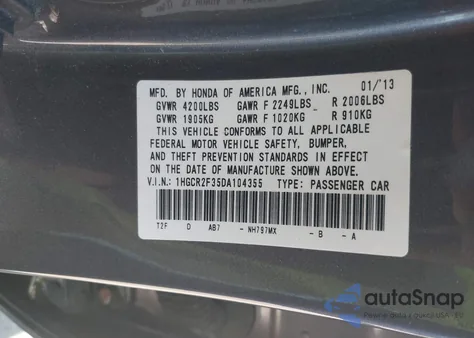 MFD. BY HONDA OF AMERICA MFG., INC. 01/'13
GVWR 4200LBS GAWR F 2249LBS R 2006LBS
GVWR 1905KG GAWR F 1020KG R 910KG
THIS VEHICLE CONFORMS TO ALL APPLICABLE
FEDERAL MOTOR VEHICLE SAFETY, BUMPER,
AND THEFT PREVENTION STANDARDS IN EFFECT
ON THE DATE OF MANUFACTURE SHOWN ABOVE.
V.I.N.: 1HGCR2F35DA104355 TYPE: PASSENGER CAR
T2F D AB7 - NH797MX - B - A
autoSnap